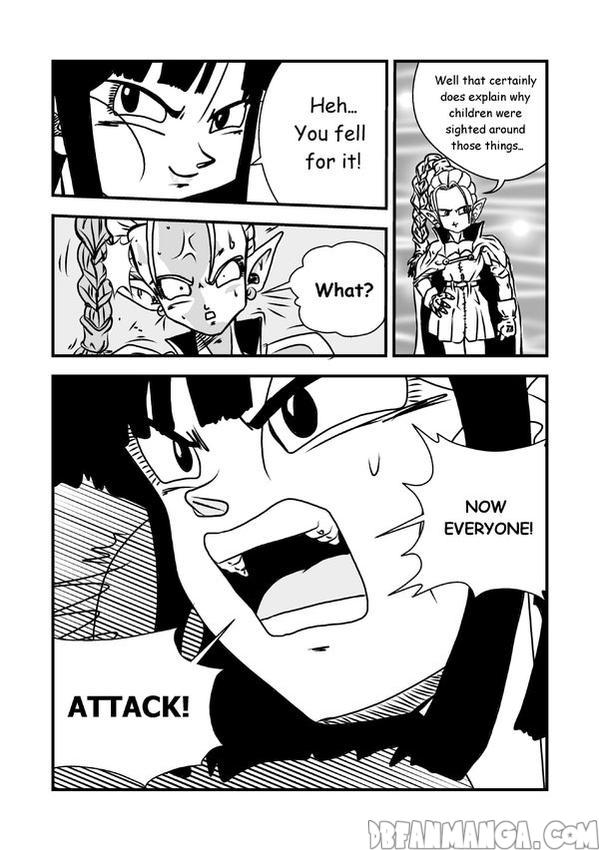 Well that certainly
does explain why
children were
sighted around
those things...
Heh...
You fell
for it!
What?
NOW
EVERYONE!
ATTACK!
DBFANMANGA.COM